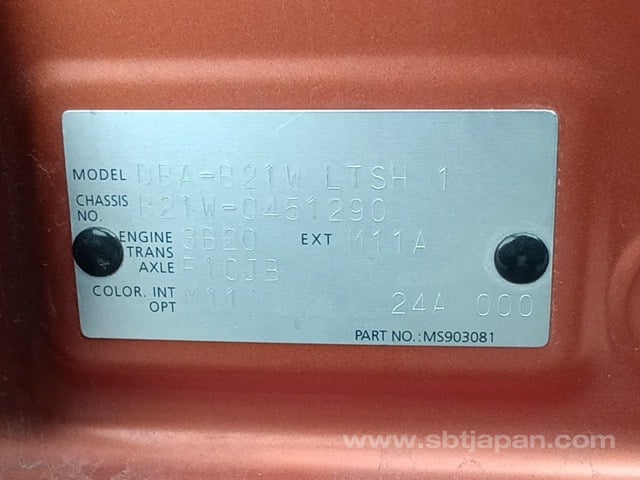 MODEL DBA-B21W LTSH 1
CHASSIS NO. B21W-0451290
ENGINE 3B20 EXT M11A
TRANS AXLE F1CJB
COLOR. INT M11
OPT 24A 000
PART NO.:MS903081
www.sbtjapan.com